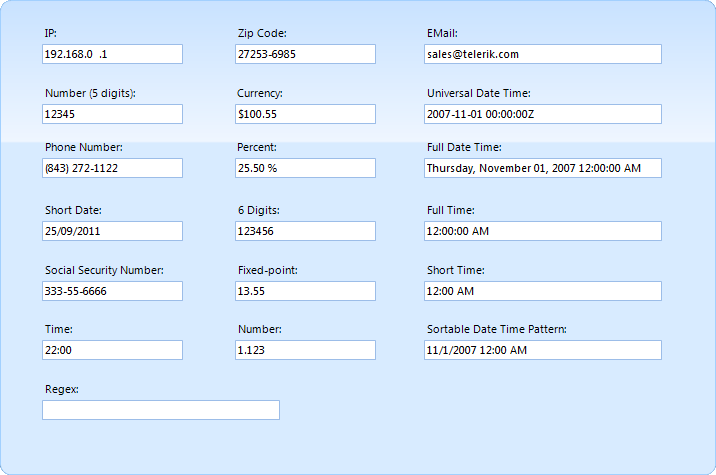 IP:
Zip Code:
EMail:
192.168.0  .1
27253-6985
sales@telerik.com
Number (5 digits):
Currency:
Universal Date Time:
12345
$100.55
2007-11-01 00:00:00Z
Phone Number:
Percent:
Full Date Time:
(843) 272-1122
25.50 %
Thursday, November 01, 2007 12:00:00 AM
Short Date:
6 Digits:
Full Time:
25/09/2011
123456
12:00:00 AM
Social Security Number:
Fixed-point:
Short Time:
333-55-6666
13.55
12:00 AM
Time:
Number:
Sortable Date Time Pattern:
22:00
1.123
11/1/2007 12:00 AM
Regex: